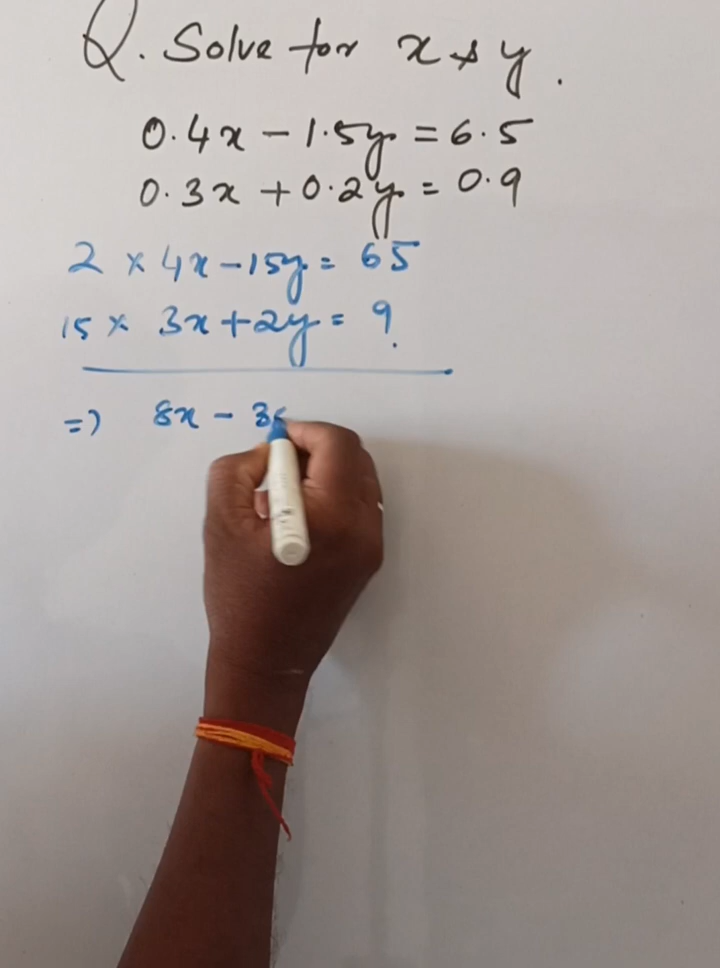 Q. Solve for x & y.
0.4x - 1.5y = 6.5
0.3x + 0.2y = 0.9
2 × 4x - 15y = 65
15 × 3x + 2y = 9.
=) 8x - 3